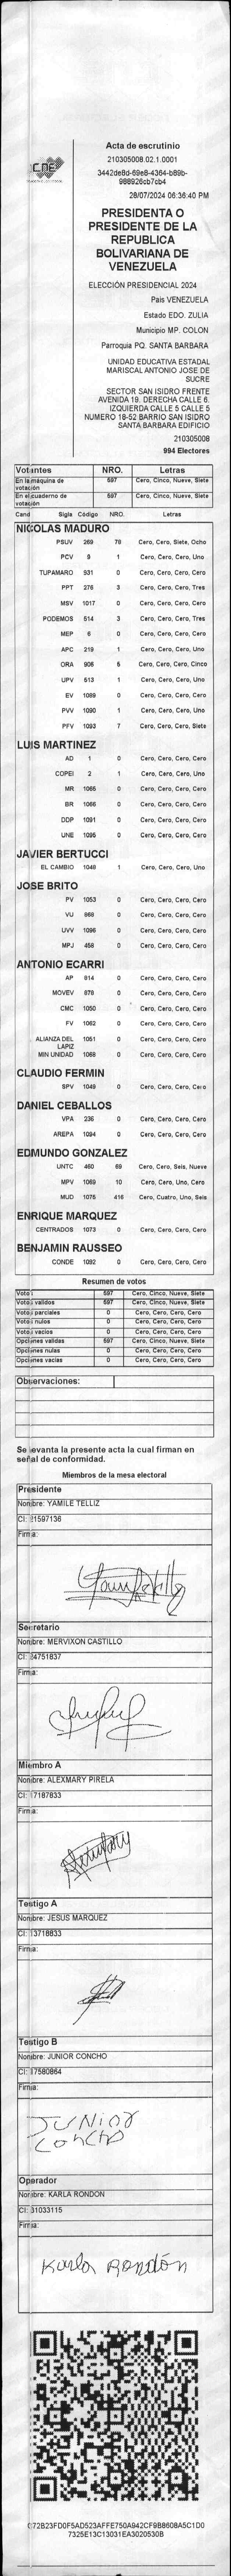 CNE
Acta de escrutinio
210305008.02.1.0001
3442de8d-69e8-4364-b89b-
988926cb7cb4
28/07/2024 06:36:40 PM
PRESIDENTA O
PRESIDENTE DE LA
REPUBLICA
BOLIVARIANA DE
VENEZUELA
ELECCIÓN PRESIDENCIAL 2024
Pais VENEZUELA
Estado EDO. ZULIA
Municipio MP. COLON
Parroquia PQ. SANTA BARBARA
UNIDAD EDUCATIVA ESTADAL
MARISCAL ANTONIO JOSE DE
SUCRE
SECTOR SAN ISIDRO FRENTE
AVENIDA 19. DERECHA CALLE 6.
IZQUIERDA CALLE 5 CALLE 5
NUMERO 18-52 BARRIO SAN ISIDRO
SANTA BARBARA EDIFICIO
210305008
994 Electores
Votantes NRO. Letras
En la máquina de votación 597 Cero, Cinco, Nueve, Siete
En el cuaderno de votación 597 Cero, Cinco, Nueve, Siete
Cand Sigla Código NRO. Letras
NICOLAS MADURO
PSUV 269 78 Cero, Cero, Siete, Ocho
PCV 9 1 Cero, Cero, Cero, Uno
TUPAMARO 931 0 Cero, Cero, Cero, Cero
PPT 276 3 Cero, Cero, Cero, Tres
MSV 1017 0 Cero, Cero, Cero, Cero
PODEMOS 514 3 Cero, Cero, Cero, Tres
MEP 6 0 Cero, Cero, Cero, Cero
APC 219 1 Cero, Cero, Cero, Uno
ORA 906 5 Cero, Cero, Cero, Cinco
UPV 513 1 Cero, Cero, Cero, Uno
EV 1089 0 Cero, Cero, Cero, Cero
PVV 1090 1 Cero, Cero, Cero, Uno
PFV 1093 7 Cero, Cero, Cero, Siete
LUIS MARTINEZ
AD 1 0 Cero, Cero, Cero, Cero
COPEI 2 1 Cero, Cero, Cero, Uno
MR 1065 0 Cero, Cero, Cero, Cero
BR 1066 0 Cero, Cero, Cero, Cero
DDP 1091 0 Cero, Cero, Cero, Cero
UNE 1095 0 Cero, Cero, Cero, Cero
JAVIER BERTUCCI
EL CAMBIO 1048 1 Cero, Cero, Cero, Uno
JOSE BRITO
PV 1053 0 Cero, Cero, Cero, Cero
VU 868 0 Cero, Cero, Cero, Cero
UVV 1096 0 Cero, Cero, Cero, Cero
MPJ 458 0 Cero, Cero, Cero, Cero
ANTONIO ECARRI
AP 814 0 Cero, Cero, Cero, Cero
MOVEV 878 0 Cero, Cero, Cero, Cero
CMC 1050 0 Cero, Cero, Cero, Cero
FV 1062 0 Cero, Cero, Cero, Cero
ALIANZA DEL LAPIZ 1051 0 Cero, Cero, Cero, Cero
MIN UNIDAD 1068 0 Cero, Cero, Cero, Cero
CLAUDIO FERMIN
SPV 1049 0 Cero, Cero, Cero, Cero
DANIEL CEBALLOS
VPA 236 0 Cero, Cero, Cero, Cero
AREPA 1094 0 Cero, Cero, Cero, Cero
EDMUNDO GONZALEZ
UNTC 460 69 Cero, Cero, Seis, Nueve
MPV 1069 10 Cero, Cero, Uno, Cero
MUD 1075 416 Cero, Cuatro, Uno, Seis
ENRIQUE MARQUEZ
CENTRADOS 1073 0 Cero, Cero, Cero, Cero
BENJAMIN RAUSSEO
CONDE 1092 0 Cero, Cero, Cero, Cero
Resumen de votos
Votos 597 Cero, Cinco, Nueve, Siete
Votos validos 597 Cero, Cinco, Nueve, Siete
Votos parciales 0 Cero, Cero, Cero, Cero
Votos nulos 0 Cero, Cero, Cero, Cero
Votos vacios 0 Cero, Cero, Cero, Cero
Opciones validas 597 Cero, Cinco, Nueve, Siete
Opciones nulas 0 Cero, Cero, Cero, Cero
Opciones vacias 0 Cero, Cero, Cero, Cero
Observaciones:
Se levanta la presente acta la cual firman en
señal de conformidad.
Miembros de la mesa electoral
Presidente
Nombre: YAMILE TELLIZ
CI: 21597136
Firma:
Secretario
Nombre: MERVIXON CASTILLO
CI: 24751837
Firma:
Miembro A
Nombre: ALEXMARY PIRELA
CI: 17187833
Firma:
Testigo A
Nombre: JESUS MARQUEZ
CI: 13718833
Firma:
Testigo B
Nombre: JUNIOR CONCHO
CI: 17580864
Firma:
JUNIOR
CONCHO
Operador
Nombre: KARLA RONDON
CI: 31033115
Firma:
Karla Rondón
C72B23FD0F5AD523AFFE750A942CF9B8608A5C1D0
7325E13C13031EA3020530B